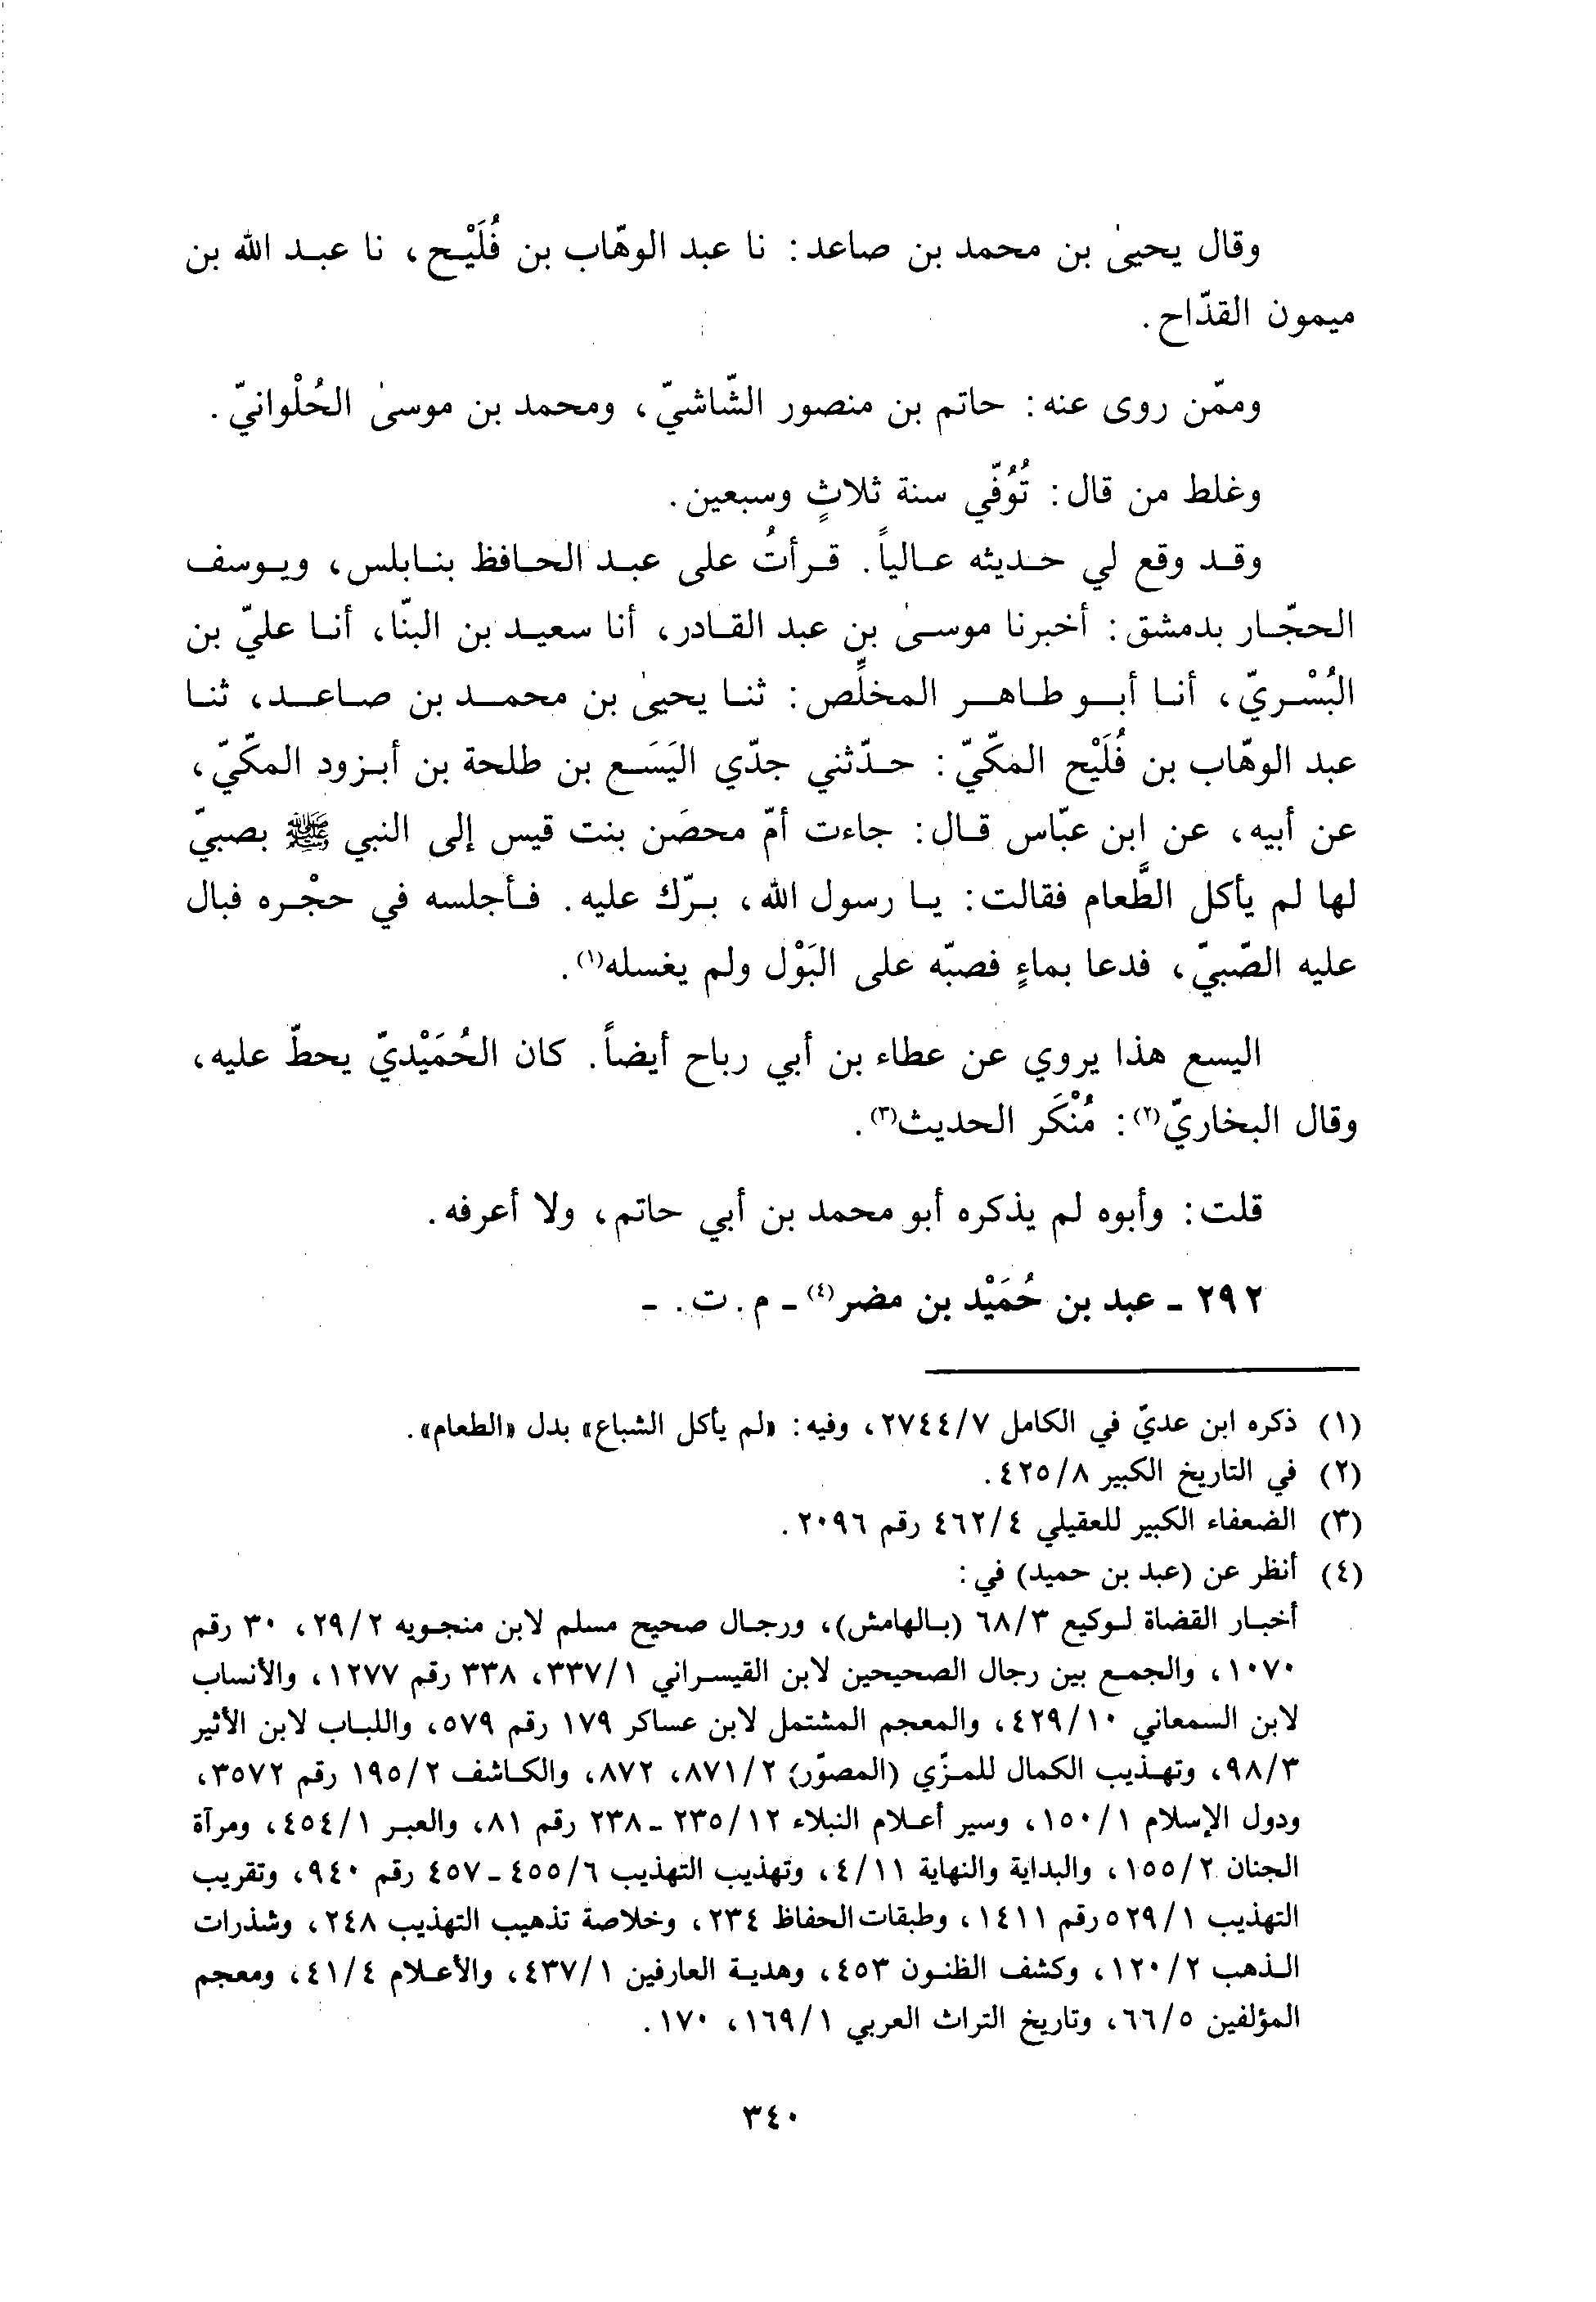 وقال يحيىٰ بن محمد بن صاعد: نا عبد الوهّاب بن فُلَيْح، نا عبد الله بن
ميمون القدّاح.
وممّن روى عنه: حاتم بن منصور الشّاشيّ، ومحمد بن موسىٰ الحُلْوانيّ.
وغلط من قال: تُوُفّي سنة ثلاثٍ وسبعين.
وقد وقع لي حديثه عالياً. قرأتُ على عبد الحافظ بنابلس، ويوسف
الحجّار بدمشق: أخبرنا موسىٰ بن عبد القادر، أنا سعيد بن البنّا، أنا عليّ بن
البُسْريّ، أنا أبو طاهر المخلِّص: ثنا يحيىٰ بن محمد بن صاعد، ثنا
عبد الوهّاب بن فُلَيْح المكّيّ: حدّثني جدّي اليَسَع بن طلحة بن أبزود المكّيّ،
عن أبيه، عن ابن عبّاس قال: جاءت أمّ محصَن بنت قيس إلى النبي ﷺ بصبيّ
لها لم يأكل الطَّعام فقالت: يا رسول الله، برّك عليه. فأجلسه في حجْره فبال
عليه الصّبيّ، فدعا بماءٍ فصبّه على البَوْل ولم يغسله(١).
اليسع هذا يروي عن عطاء بن أبي رباح أيضاً. كان الحُمَيْديّ يحطّ عليه،
وقال البخاريّ(٢): مُنْكَر الحديث(٣).
قلت: وأبوه لم يذكره أبو محمد بن أبي حاتم، ولا أعرفه.
٢٩٢ - عبد بن حُمَيْد بن مضر(٤) - م. ت. -
(١) ذكره ابن عديّ في الكامل ٢٧٤٤/٧، وفيه: «لم يأكل الشباع» بدل «الطعام».
(٢) في التاريخ الكبير ٤٢٥/٨.
(٣) الضعفاء الكبير للعقيلي ٤٦٢/٤ رقم ٢٠٩٦.
(٤) أنظر عن (عبد بن حميد) في:
أخبار القضاة لوكيع ٦٨/٣ (بالهامش)، ورجال صحيح مسلم لابن منجويه ٢٩/٢، ٣٠ رقم
١٠٧٠، والجمع بين رجال الصحيحين لابن القيسراني ٣٣٧/١، ٣٣٨ رقم ١٢٧٧، والأنساب
لابن السمعاني ٤٢٩/١٠، والمعجم المشتمل لابن عساكر ١٧٩ رقم ٥٧٩، واللباب لابن الأثير
٩٨/٣، وتهذيب الكمال للمزّي (المصوّر) ٨٧١/٢، ٨٧٢، والكاشف ١٩٥/٢ رقم ٣٥٧٢،
ودول الإسلام ١٥٠/١، وسير أعلام النبلاء ٢٣٥/١٢ - ٢٣٨ رقم ٨١، والعبر ٤٥٤/١، ومرآة
الجنان ١٥٥/٢، والبداية والنهاية ٤/١١، وتهذيب التهذيب ٤٥٥/٦ - ٤٥٧ رقم ٩٤٠، وتقريب
التهذيب ٥٢٩/١ رقم ١٤١١، وطبقات الحفاظ ٢٣٤، وخلاصة تذهيب التهذيب ٢٤٨، وشذرات
الذهب ١٢٠/٢، وكشف الظنون ٤٥٣، وهدية العارفين ٤٣٧/١، والأعلام ٤١/٤، ومعجم
المؤلفين ٦٦/٥، وتاريخ التراث العربي ١٦٩/١، ١٧٠.
٣٤٠